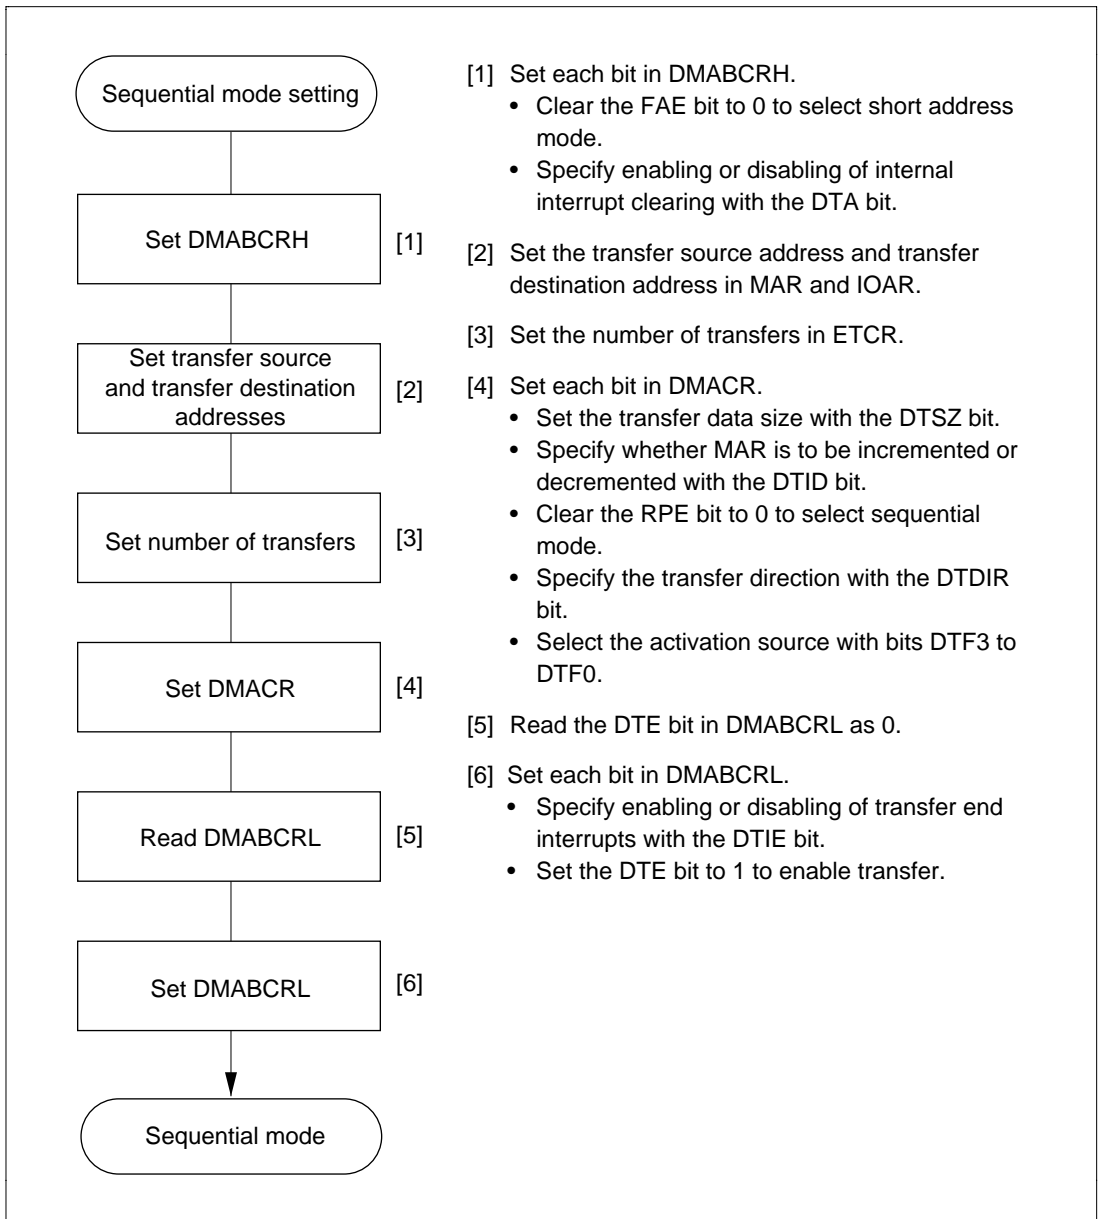 Sequential mode setting
Set DMABCRH
[1]
Set transfer source
and transfer destination
addresses
[2]
Set number of transfers
[3]
Set DMACR
[4]
Read DMABCRL
[5]
Set DMABCRL
[6]
Sequential mode
[1] Set each bit in DMABCRH.
• Clear the FAE bit to 0 to select short address
mode.
• Specify enabling or disabling of internal
interrupt clearing with the DTA bit.
[2] Set the transfer source address and transfer
destination address in MAR and IOAR.
[3] Set the number of transfers in ETCR.
[4] Set each bit in DMACR.
• Set the transfer data size with the DTSZ bit.
• Specify whether MAR is to be incremented or
decremented with the DTID bit.
• Clear the RPE bit to 0 to select sequential
mode.
• Specify the transfer direction with the DTDIR
bit.
• Select the activation source with bits DTF3 to
DTF0.
[5] Read the DTE bit in DMABCRL as 0.
[6] Set each bit in DMABCRL.
• Specify enabling or disabling of transfer end
interrupts with the DTIE bit.
• Set the DTE bit to 1 to enable transfer.